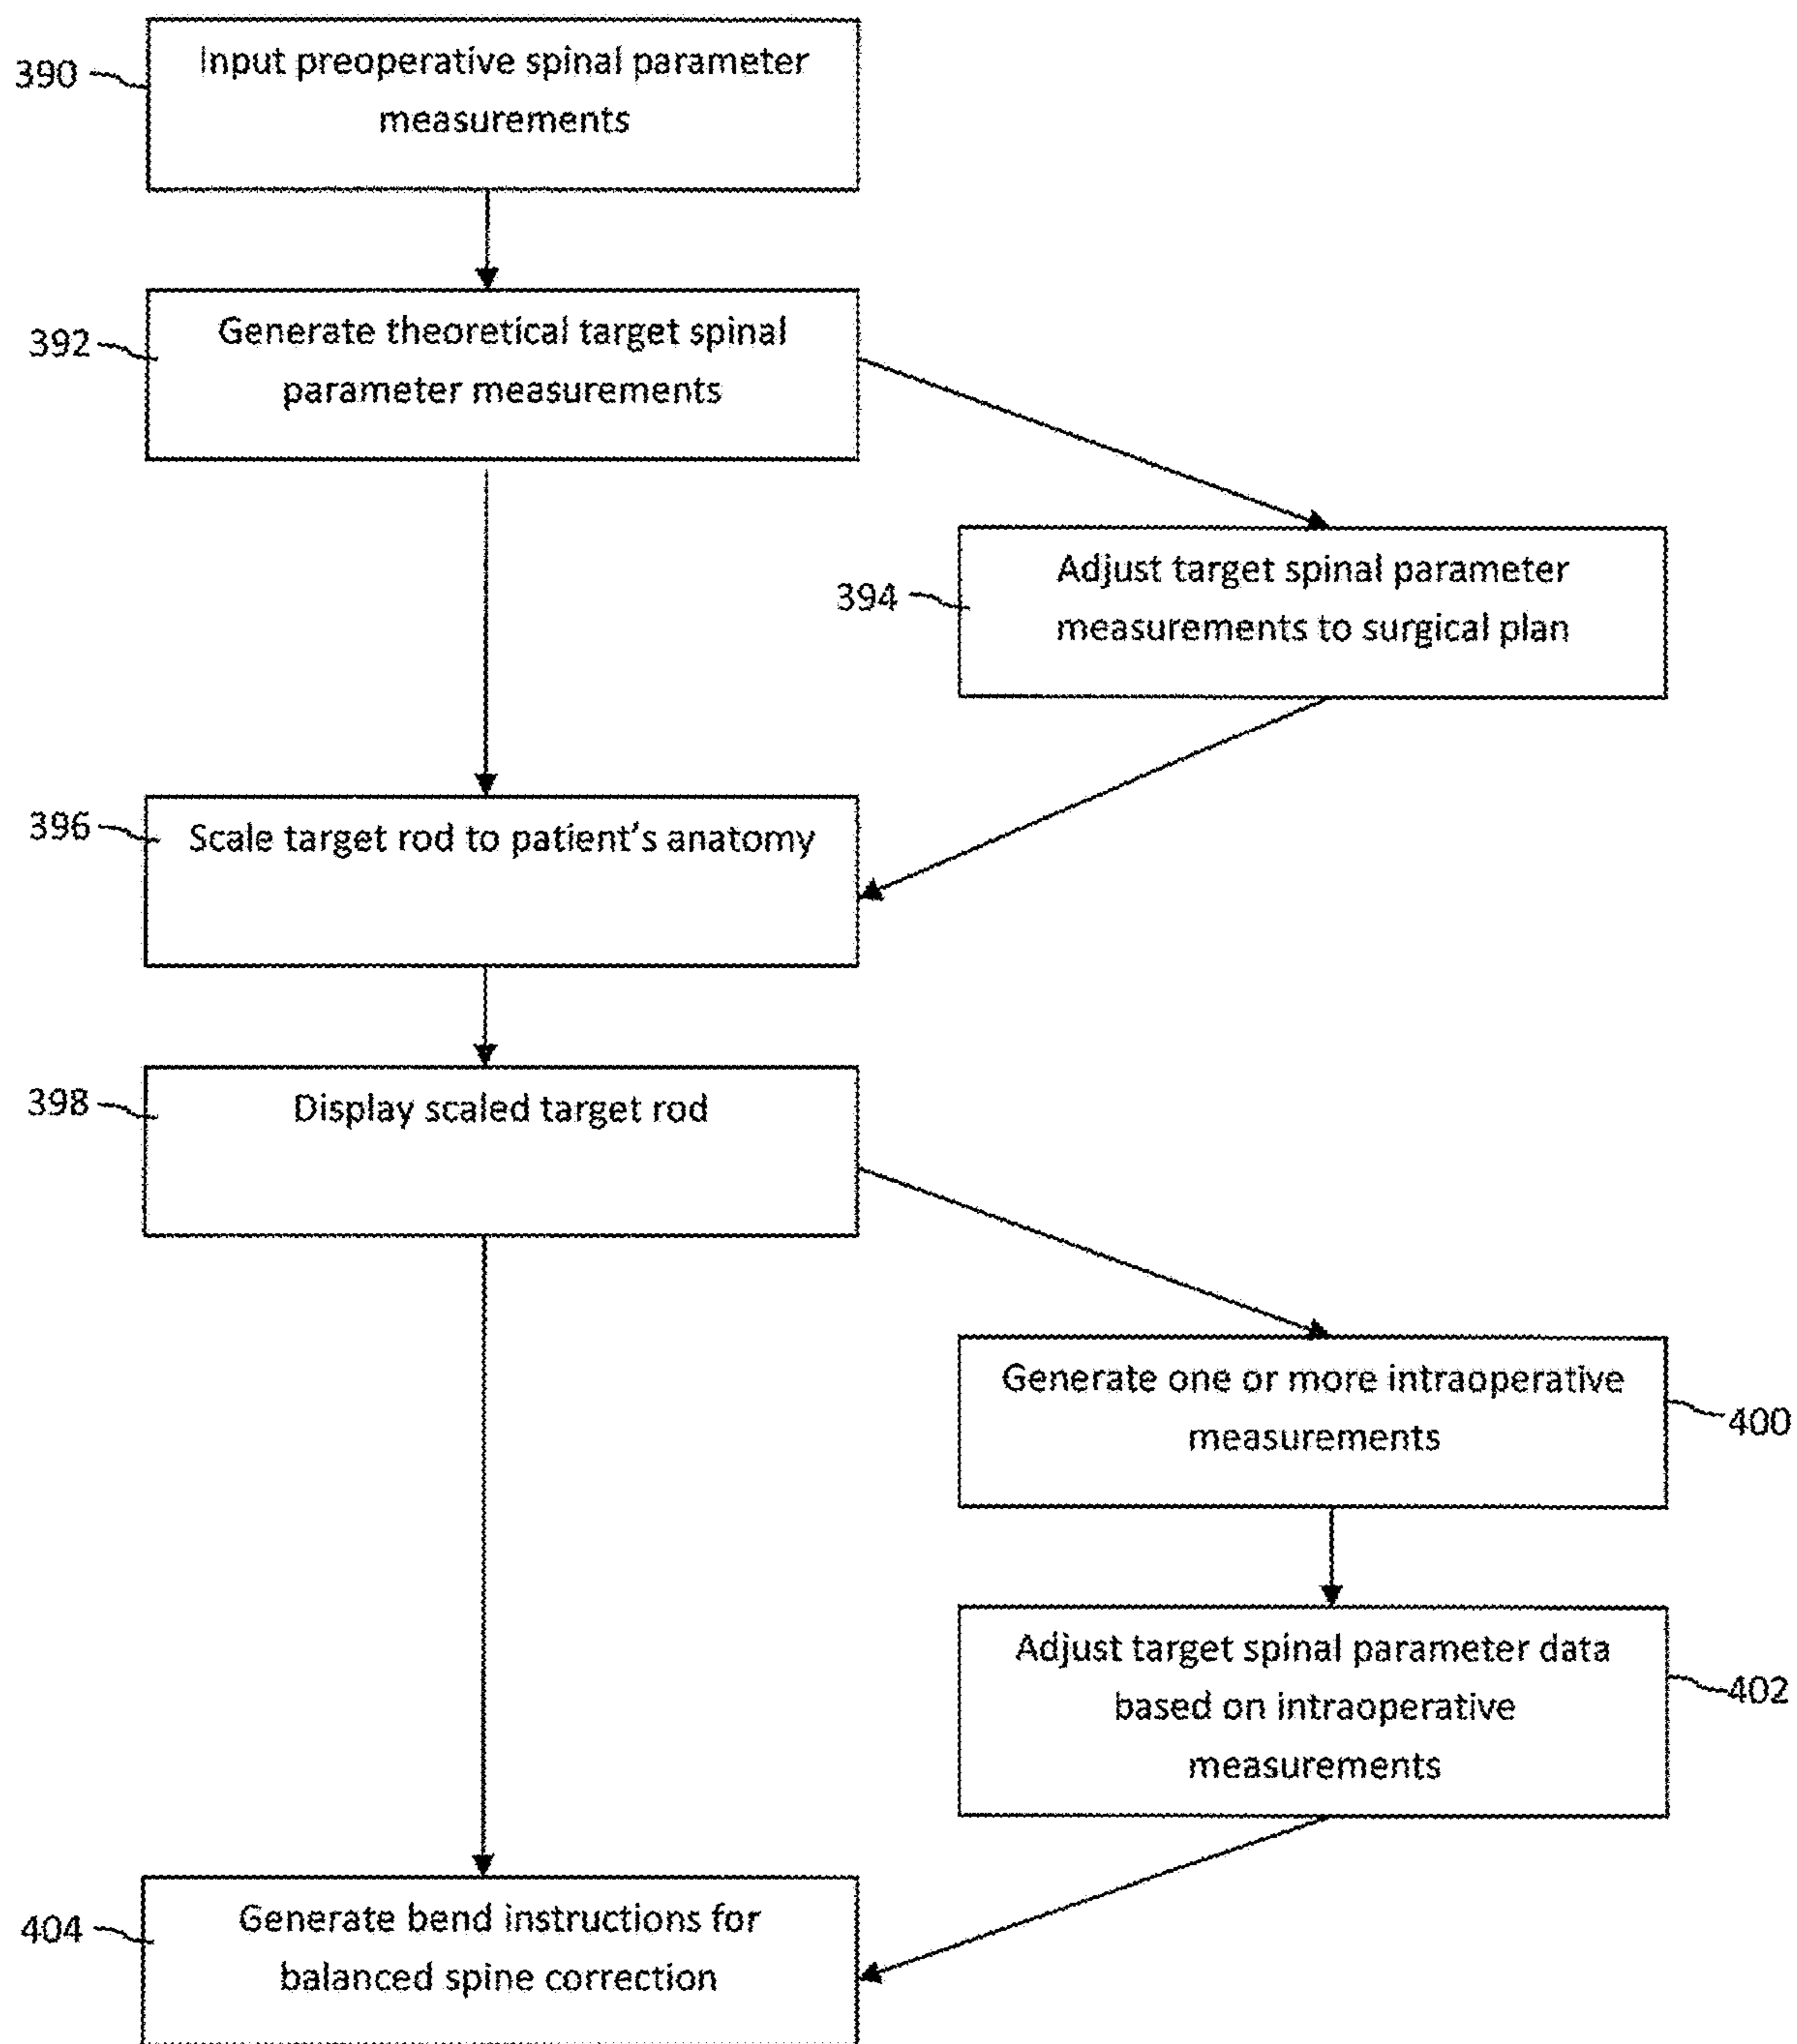 390
Input preoperative spinal parameter
measurements
392
Generate theoretical target spinal
parameter measurements
394
Adjust target spinal parameter
measurements to surgical plan
396
Scale target rod to patient's anatomy
398
Display scaled target rod
Generate one or more intraoperative
measurements
400
Adjust target spinal parameter data
based on intraoperative
measurements
402
404
Generate bend instructions for
balanced spine correction